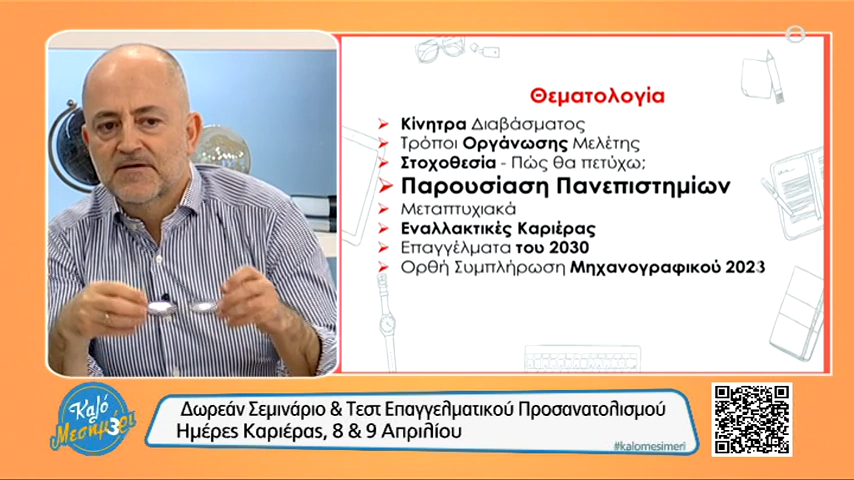 Θεματολογία
Κίνητρα Διαβάσματος
Τρόποι Οργάνωσης Μελέτης
Στοχοθεσία - Πώς θα πετύχω;
Παρουσίαση Πανεπιστημίων
Μεταπτυχιακά
Εναλλακτικές Καριέρας
Επαγγέλματα του 2030
Ορθή Συμπλήρωση Μηχανογραφικού 2023
Καλό
Μεσημέρι
3
Δωρεάν Σεμινάριο & Τεστ Επαγγελματικού Προσανατολισμού
Ημέρες Καριέρας, 8 & 9 Απριλίου
#kalomesimeri